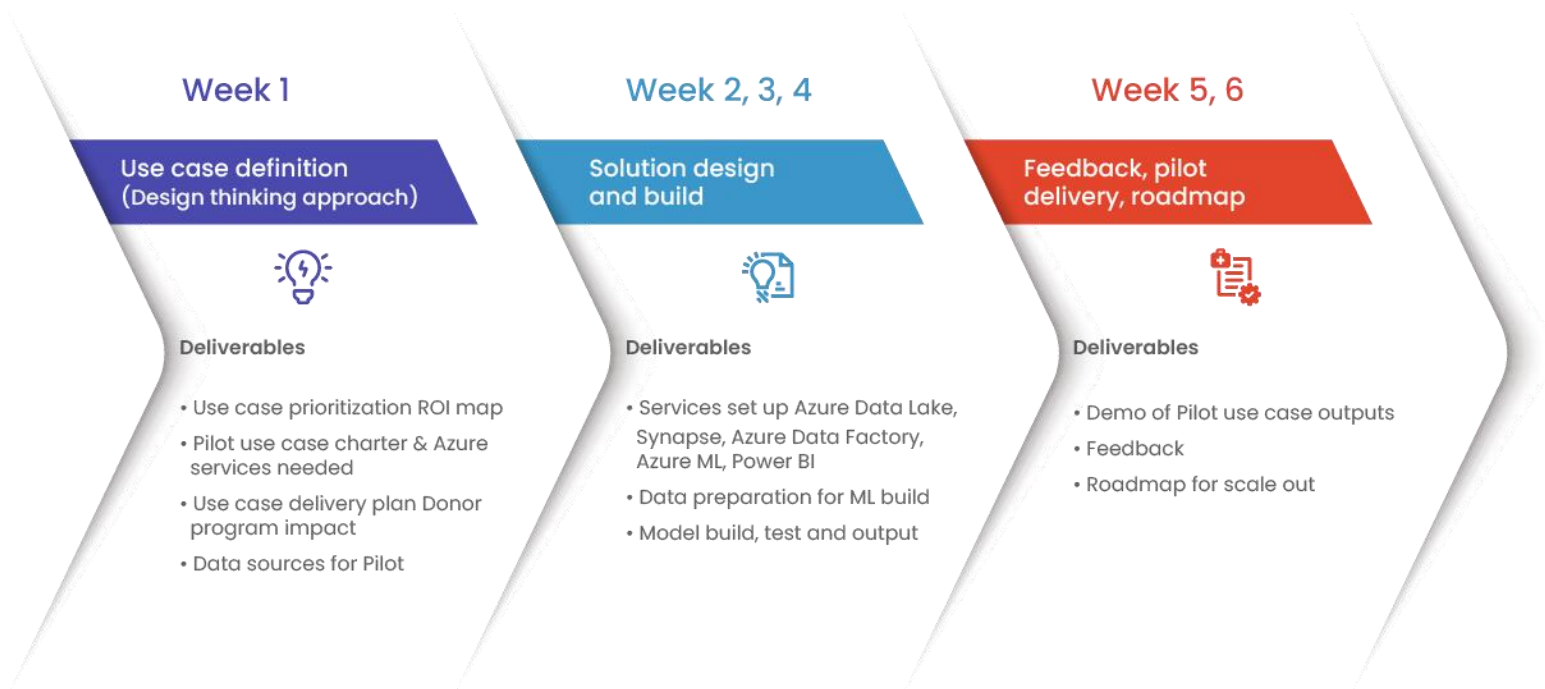 Week 1
Use case definition
(Design thinking approach)
Deliverables
• Use case prioritization ROI map
• Pilot use case charter & Azure
services needed
• Use case delivery plan Donor
program impact
• Data sources for Pilot
Week 2, 3, 4
Solution design
and build
Deliverables
• Services set up Azure Data Lake,
Synapse, Azure Data Factory,
Azure ML, Power BI
• Data preparation for ML build
• Model build, test and output
Week 5, 6
Feedback, pilot
delivery, roadmap
Deliverables
• Demo of Pilot use case outputs
• Feedback
• Roadmap for scale out